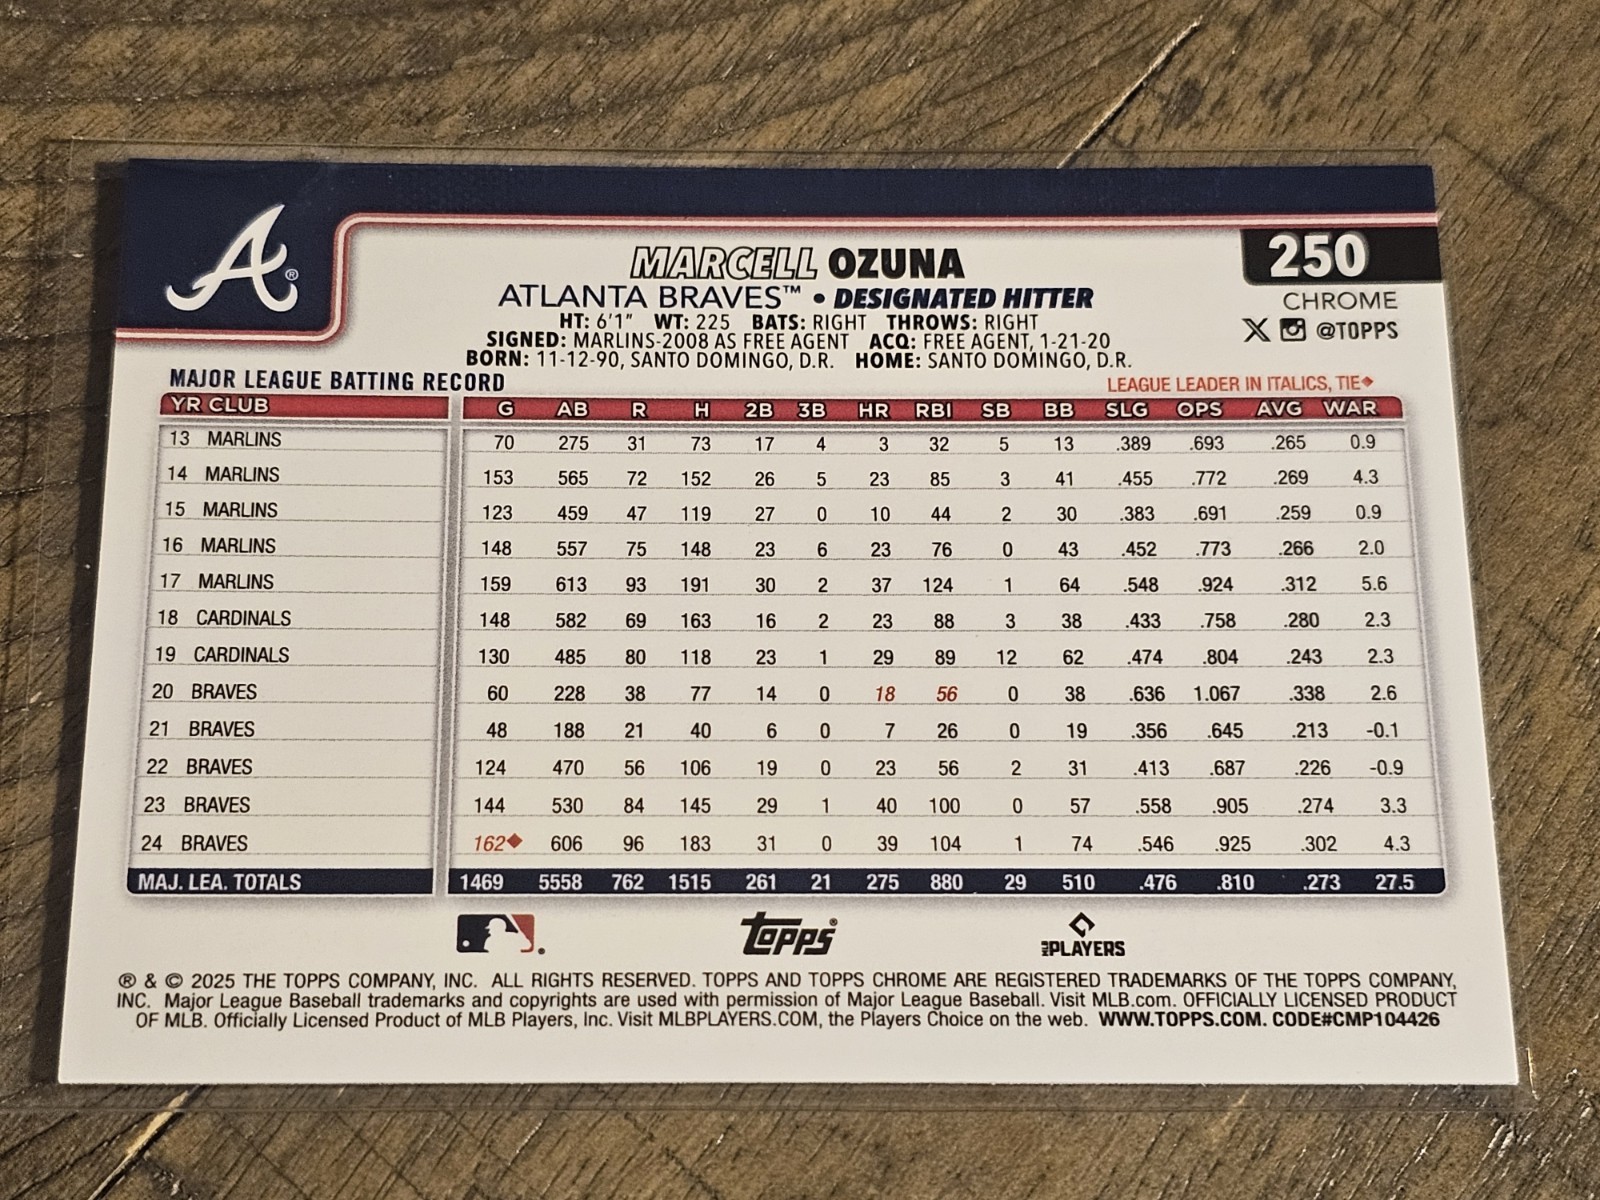 A®
MARCELL OZUNA
250
ATLANTA BRAVES™ • DESIGNATED HITTER
CHROME
HT: 6'1" WT: 225 BATS: RIGHT THROWS: RIGHT
@TOPPS
SIGNED: MARLINS-2008 AS FREE AGENT ACQ: FREE AGENT, 1-21-20
BORN: 11-12-90, SANTO DOMINGO, D.R. HOME: SANTO DOMINGO, D.R.
MAJOR LEAGUE BATTING RECORD
LEAGUE LEADER IN ITALICS, TIE◆
YR CLUB G AB R H 2B 3B HR RBI SB BB SLG OPS AVG WAR
13 MARLINS 70 275 31 73 17 4 3 32 5 13 .389 .693 .265 0.9
14 MARLINS 153 565 72 152 26 5 23 85 3 41 .455 .772 .269 4.3
15 MARLINS 123 459 47 119 27 0 10 44 2 30 .383 .691 .259 0.9
16 MARLINS 148 557 75 148 23 6 23 76 0 43 .452 .773 .266 2.0
17 MARLINS 159 613 93 191 30 2 37 124 1 64 .548 .924 .312 5.6
18 CARDINALS 148 582 69 163 16 2 23 88 3 38 .433 .758 .280 2.3
19 CARDINALS 130 485 80 118 23 1 29 89 12 62 .474 .804 .243 2.3
20 BRAVES 60 228 38 77 14 0 18 56 0 38 .636 1.067 .338 2.6
21 BRAVES 48 188 21 40 6 0 7 26 0 19 .356 .645 .213 -0.1
22 BRAVES 124 470 56 106 19 0 23 56 2 31 .413 .687 .226 -0.9
23 BRAVES 144 530 84 145 29 1 40 100 0 57 .558 .905 .274 3.3
24 BRAVES 162◆ 606 96 183 31 0 39 104 1 74 .546 .925 .302 4.3
MAJ. LEA. TOTALS 1469 5558 762 1515 261 21 275 880 29 510 .476 .810 .273 27.5
TOPPS®
MLB PLAYERS
® & © 2025 THE TOPPS COMPANY, INC. ALL RIGHTS RESERVED. TOPPS AND TOPPS CHROME ARE REGISTERED TRADEMARKS OF THE TOPPS COMPANY,
INC. Major League Baseball trademarks and copyrights are used with permission of Major League Baseball. Visit MLB.com. OFFICIALLY LICENSED PRODUCT
OF MLB. Officially Licensed Product of MLB Players, Inc. Visit MLBPLAYERS.COM, the Players Choice on the web. WWW.TOPPS.COM. CODE#CMP104426